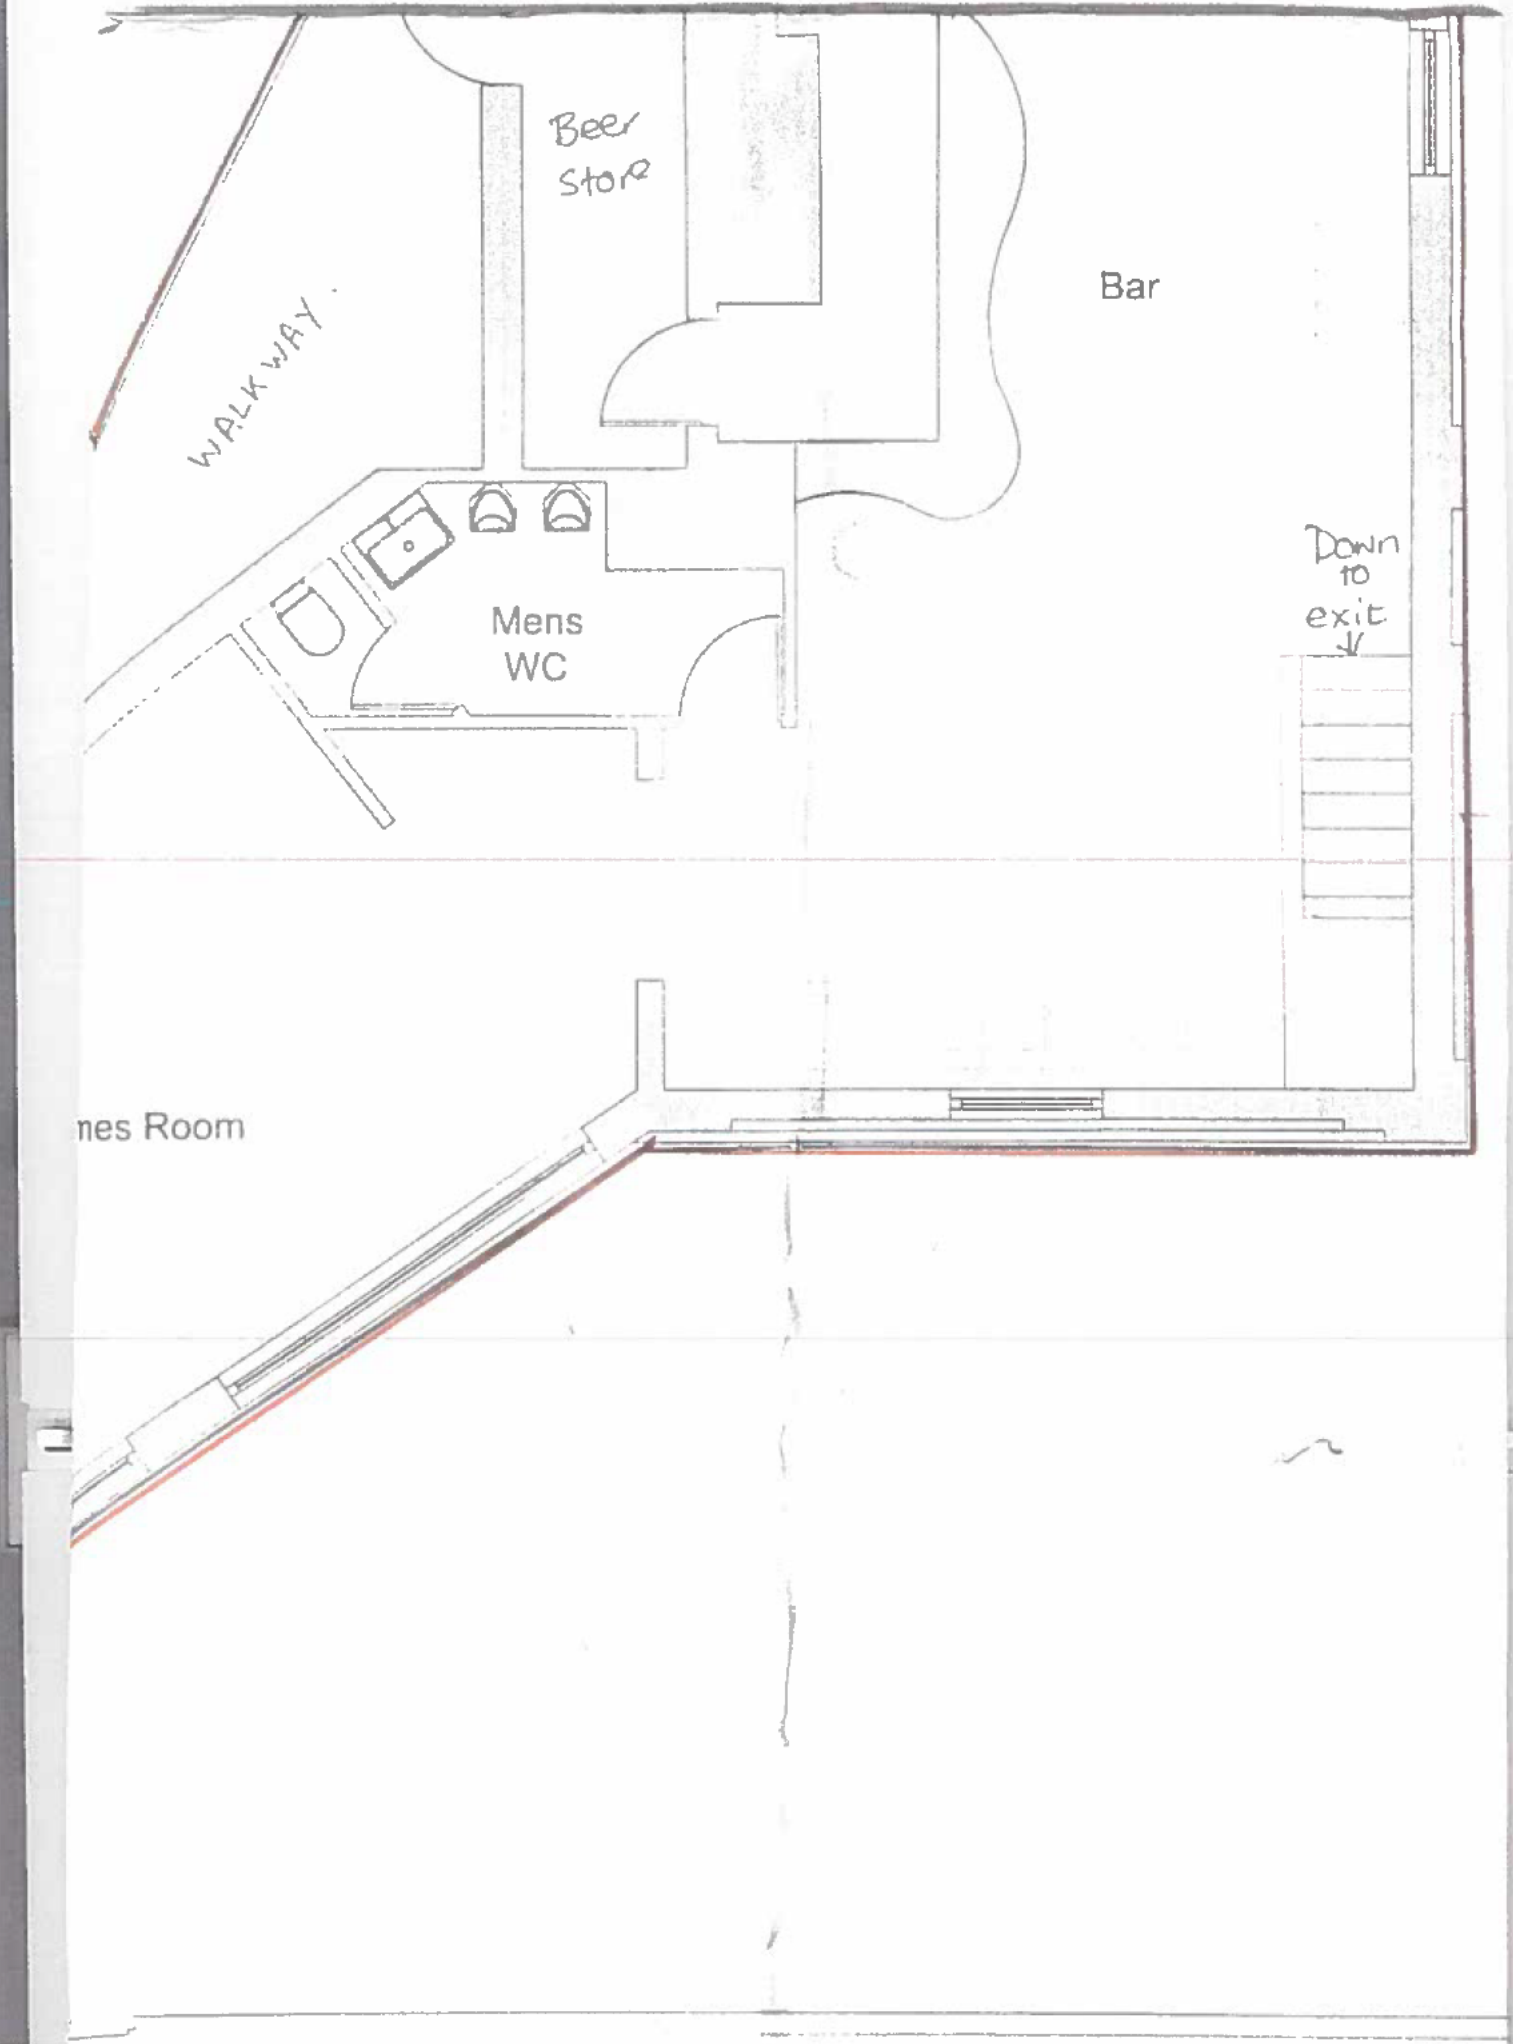 Beer
Store
Bar
WALKWAY.
Down
to
exit
Mens
WC
mes Room